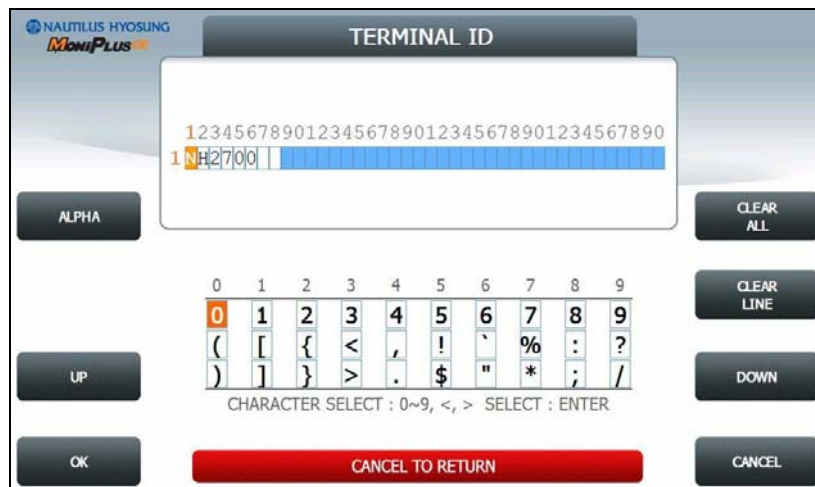 NAUTILUS HYOSUNG
MoniPlus CE
TERMINAL ID
1234567890123456789012345678901234567890
1 NH2700
ALPHA
CLEAR
ALL
0 1 2 3 4 5 6 7 8 9
0 1 2 3 4 5 6 7 8 9
( [ { < , ! ` % : ?
) ] } > . $ " * ; /
CLEAR
LINE
UP
DOWN
CHARACTER SELECT : 0~9, <, > SELECT : ENTER
OK
CANCEL TO RETURN
CANCEL